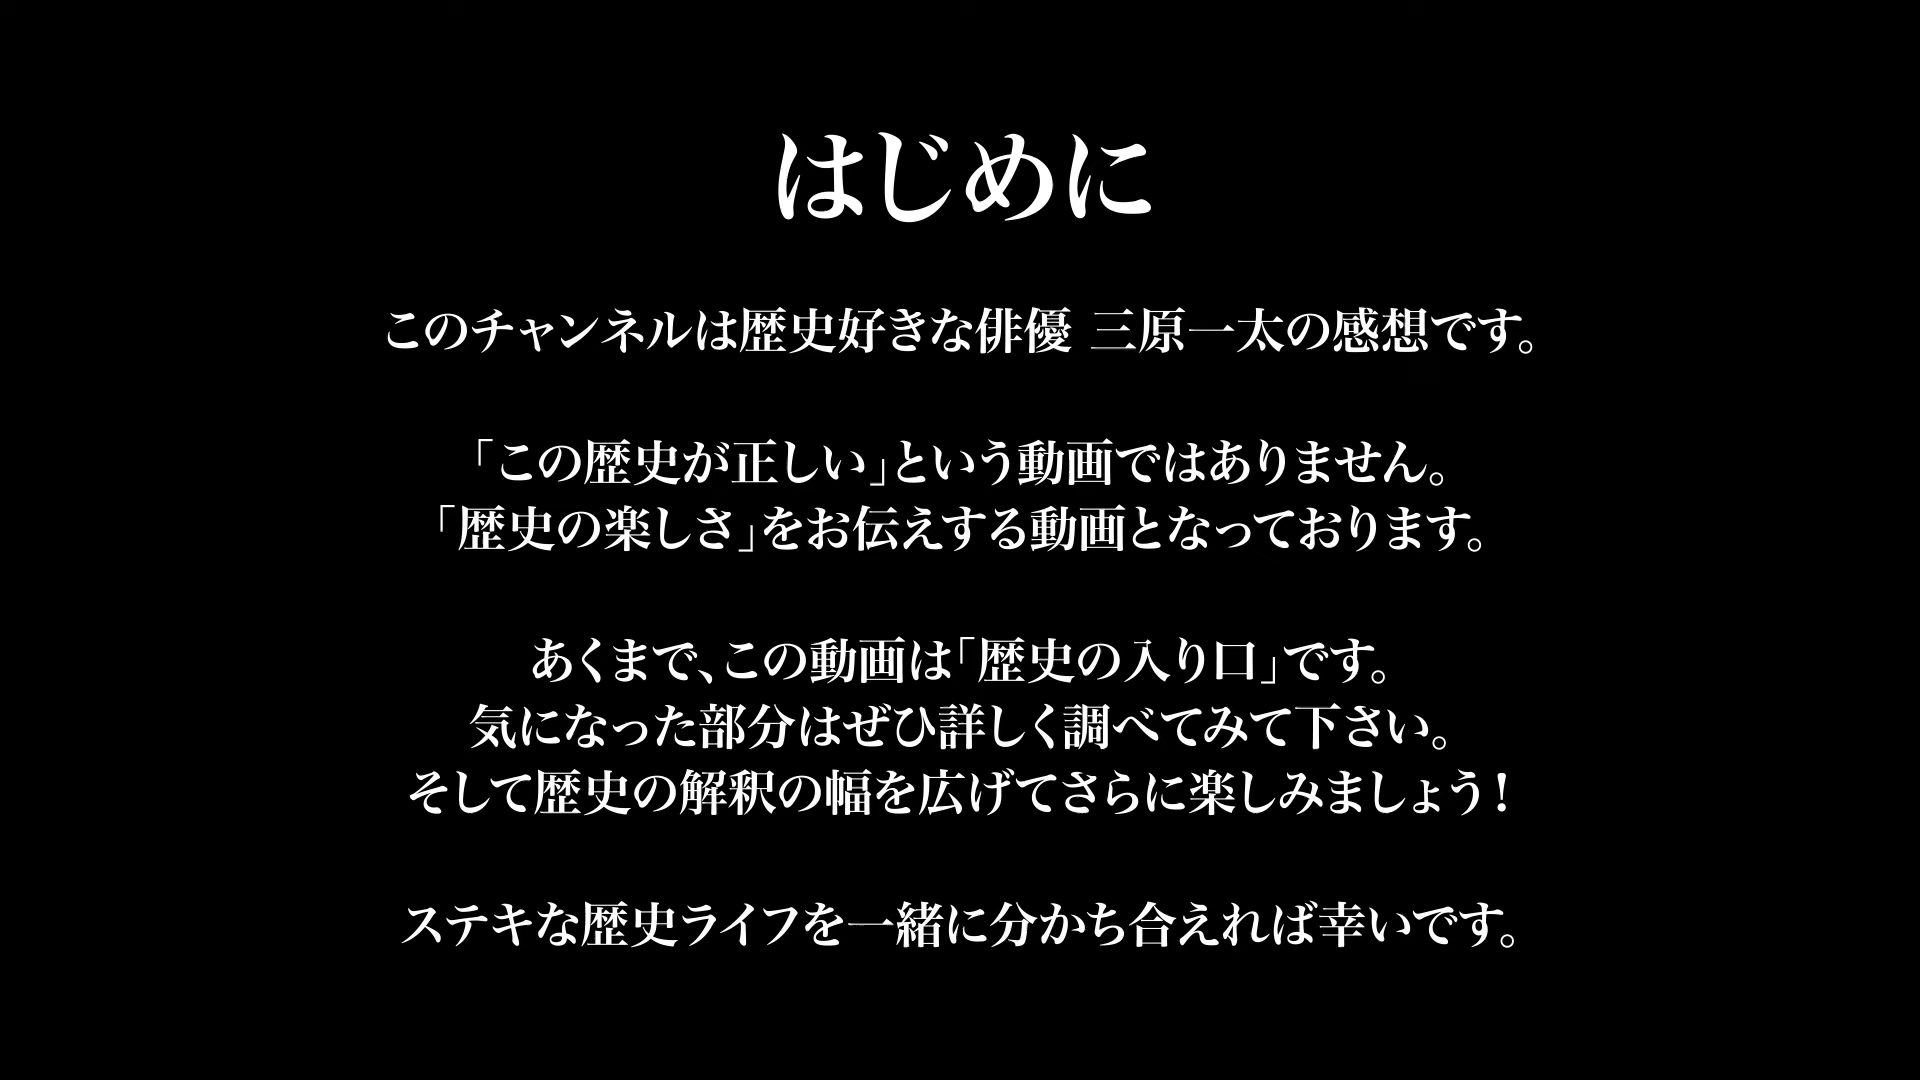 はじめに
このチャンネルは歴史好きな俳優 三原一太の感想です。
「この歴史が正しい」という動画ではありません。
「歴史の楽しさ」をお伝えする動画となっております。
あくまで、この動画は「歴史の入り口」です。
気になった部分はぜひ詳しく調べてみて下さい。
そして歴史の解釈の幅を広げてさらに楽しみましょう！
ステキな歴史ライフを一緒に分かち合えれば幸いです。